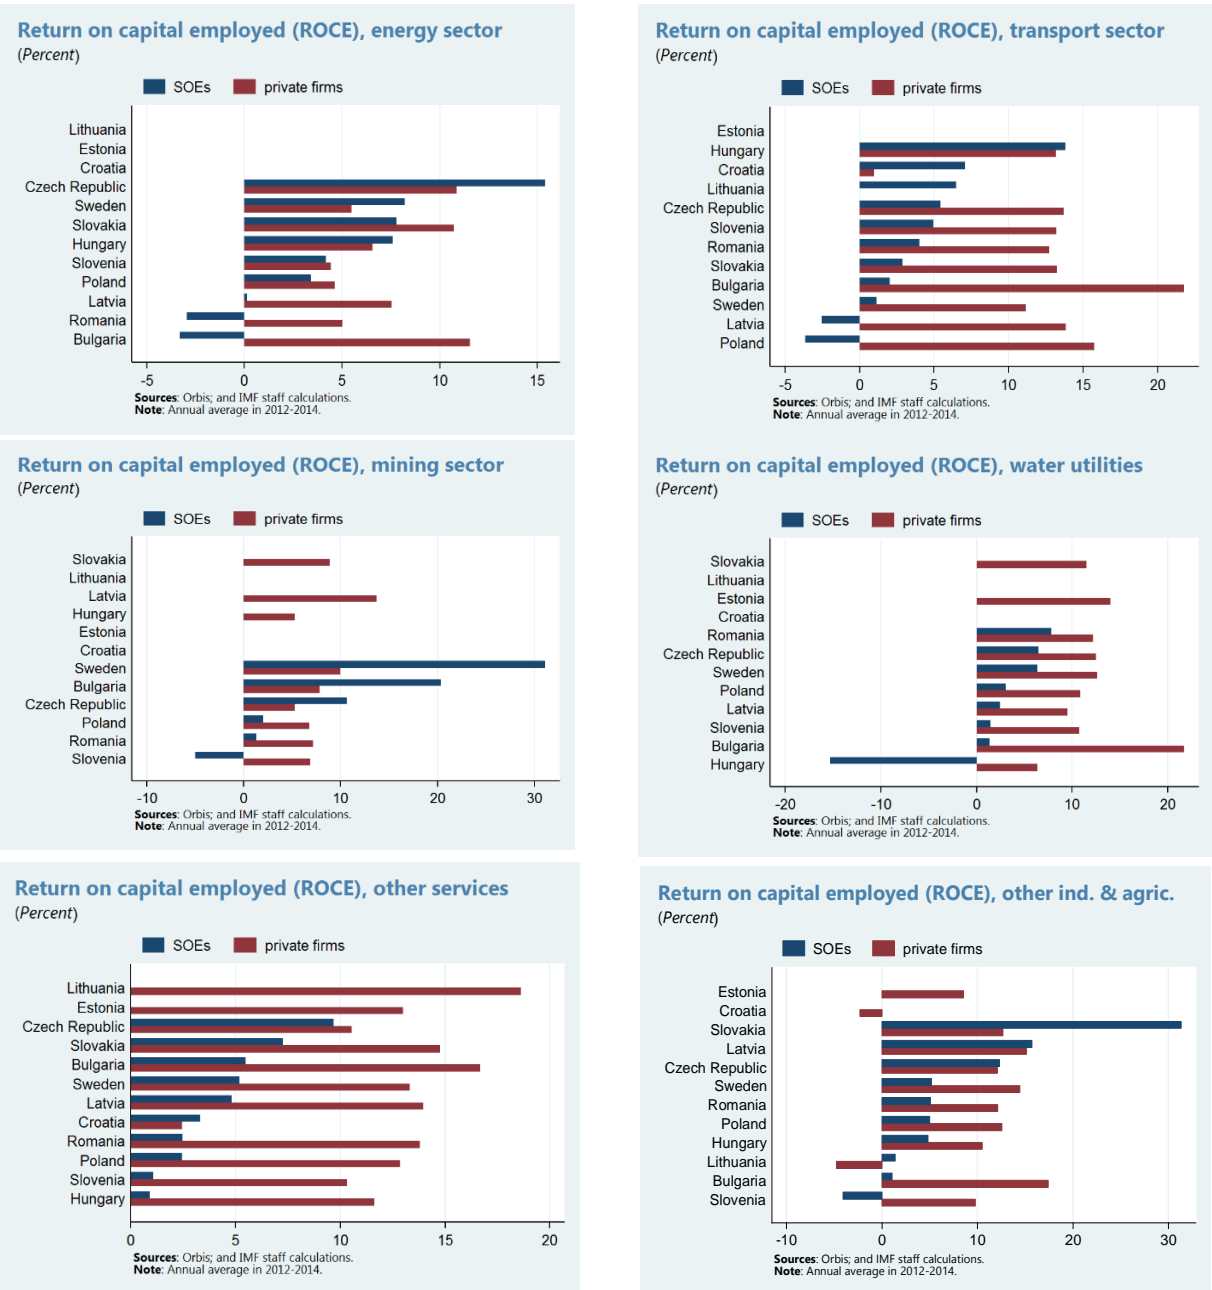 Return on capital employed (ROCE), energy sector
(Percent)
SOEs private firms
Lithuania
Estonia
Croatia
Czech Republic
Sweden
Slovakia
Hungary
Slovenia
Poland
Latvia
Romania
Bulgaria
-5 0 5 10 15
Sources: Orbis; and IMF staff calculations.
Note: Annual average in 2012-2014.
Return on capital employed (ROCE), transport sector
(Percent)
SOEs private firms
Estonia
Hungary
Croatia
Lithuania
Czech Republic
Slovenia
Romania
Slovakia
Bulgaria
Sweden
Latvia
Poland
-5 0 5 10 15 20
Sources: Orbis; and IMF staff calculations.
Note: Annual average in 2012-2014.
Return on capital employed (ROCE), mining sector
(Percent)
SOEs private firms
Slovakia
Lithuania
Latvia
Hungary
Estonia
Croatia
Sweden
Bulgaria
Czech Republic
Poland
Romania
Slovenia
-10 0 10 20 30
Sources: Orbis; and IMF staff calculations.
Note: Annual average in 2012-2014.
Return on capital employed (ROCE), water utilities
(Percent)
SOEs private firms
Slovakia
Lithuania
Estonia
Croatia
Romania
Czech Republic
Sweden
Poland
Latvia
Slovenia
Bulgaria
Hungary
-20 -10 0 10 20
Sources: Orbis; and IMF staff calculations.
Note: Annual average in 2012-2014.
Return on capital employed (ROCE), other services
(Percent)
SOEs private firms
Lithuania
Estonia
Czech Republic
Slovakia
Bulgaria
Sweden
Latvia
Croatia
Romania
Poland
Slovenia
Hungary
0 5 10 15 20
Sources: Orbis; and IMF staff calculations.
Note: Annual average in 2012-2014.
Return on capital employed (ROCE), other ind. & agric.
(Percent)
SOEs private firms
Estonia
Croatia
Slovakia
Latvia
Czech Republic
Sweden
Romania
Poland
Hungary
Lithuania
Bulgaria
Slovenia
-10 0 10 20 30
Sources: Orbis; and IMF staff calculations.
Note: Annual average in 2012-2014.